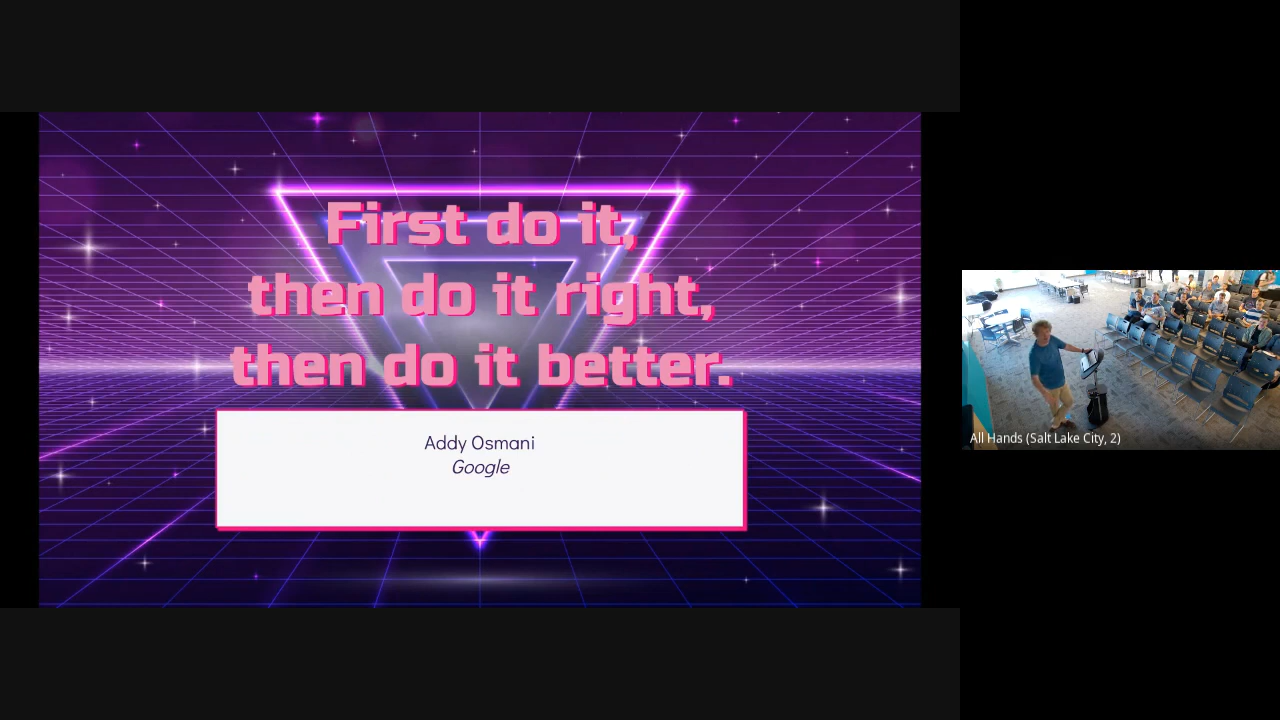 First do it,
then do it right,
then do it better.
Addy Osmani
Google
All Hands (Salt Lake City, 2)